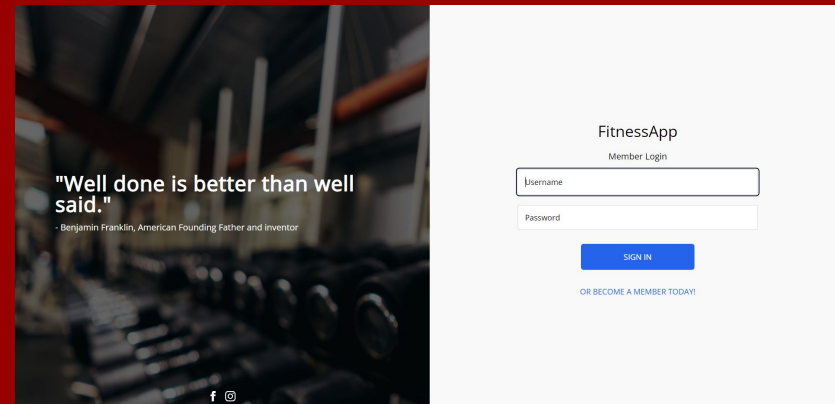 "Well done is better than well
said."
- Benjamin Franklin, American Founding Father and inventor
FitnessApp
Member Login
Username
Password
SIGN IN
OR BECOME A MEMBER TODAY!